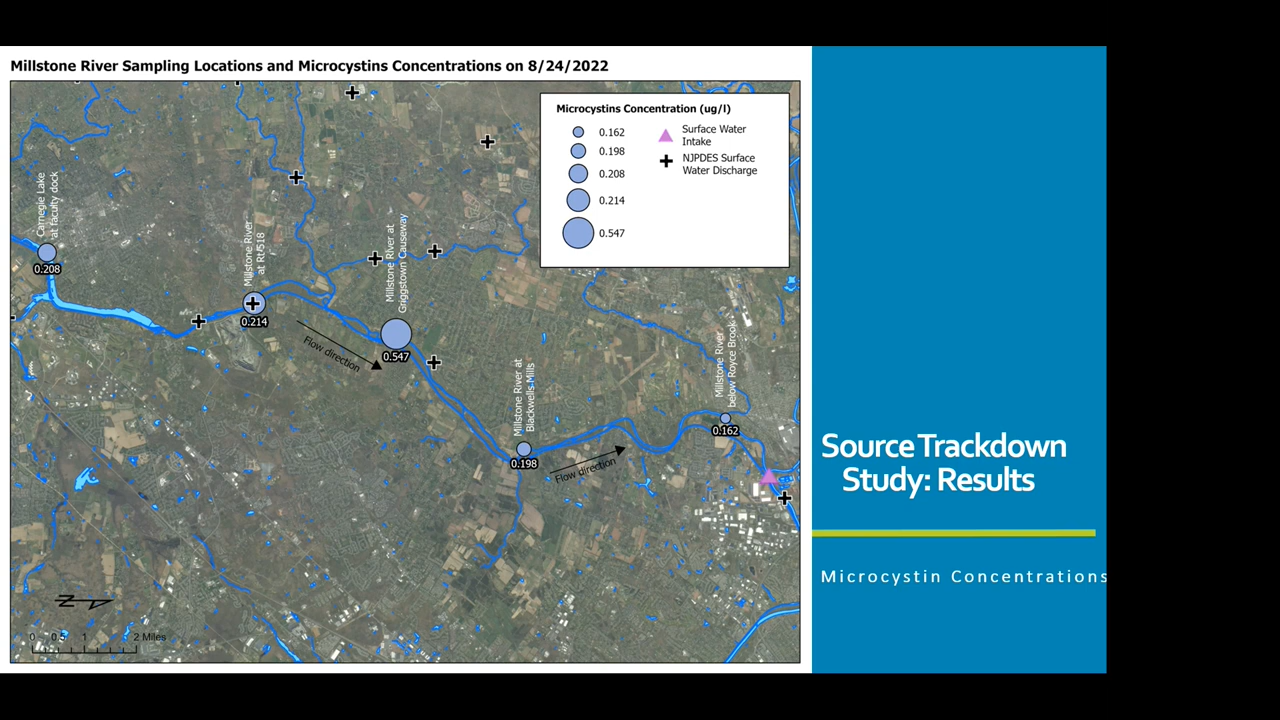 Millstone River Sampling Locations and Microcystins Concentrations on 8/24/2022
Microcystins Concentration (ug/l)
0.162
0.198
0.208
0.214
0.547
Surface Water
Intake
NJPDES Surface
Water Discharge
Carnegie Lake
at faculty dock
0.208
Millstone River
at Rt 518
0.214
Millstone River at
Griggstown Causeway
0.547
Flow direction
Millstone River at
Blackwells Mills
0.198
Flow direction
Millstone River
below Royce Brook
0.162
N
0 0.5 1 2 Miles
Source Trackdown
Study: Results
Microcystin Concentrations